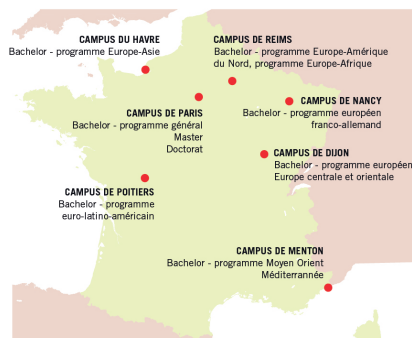 CAMPUS DU HAVRE
Bachelor - programme Europe-Asie
CAMPUS DE REIMS
Bachelor - programme Europe-Amérique
du Nord, programme Europe-Afrique
CAMPUS DE PARIS
Bachelor - programme général
Master
Doctorat
CAMPUS DE NANCY
Bachelor - programme européen
franco-allemand
CAMPUS DE DIJON
Bachelor - programme européen
Europe centrale et orientale
CAMPUS DE POITIERS
Bachelor - programme
euro-latino-américain
CAMPUS DE MENTON
Bachelor - programme Moyen Orient
Méditerrannée